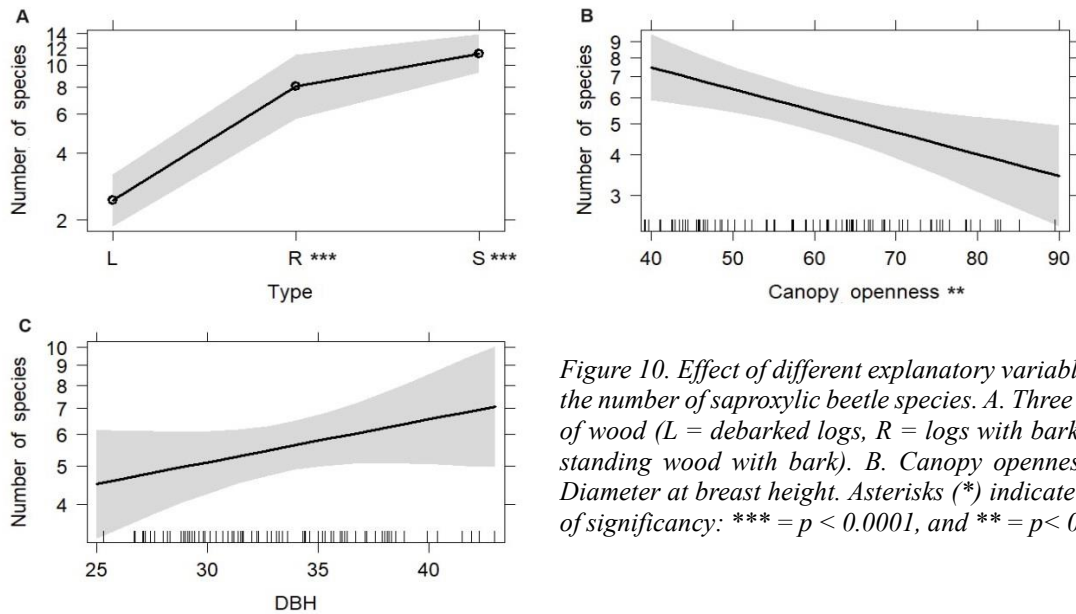 A
Number of species
14
12
10
8
6
4
2
L
R ***
S ***
Type
B
Number of species
9
8
7
6
5
4
3
40
50
60
70
80
90
Canopy openness **
C
Number of species
10
9
8
7
6
5
4
25
30
35
40
DBH
Figure 10. Effect of different explanatory
the number of saproxylic beetle species. A. Three
of wood (L = debarked logs, R = logs with bark
standing wood with bark). B. Canopy
Diameter at breast height. Asterisks (*)
of significancy: *** = p < 0.0001, and ** = p<